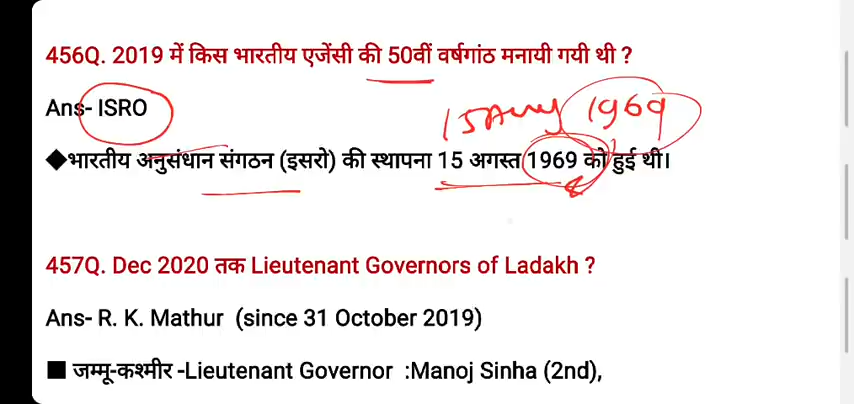 456Q. 2019 में किस भारतीय एजेंसी की 50वीं वर्षगांठ मनायी गयी थी ?
Ans- ISRO
15 Aug 1969
◆भारतीय अनुसंधान संगठन (इसरो) की स्थापना 15 अगस्त 1969 को हुई थी।
457Q. Dec 2020 तक Lieutenant Governors of Ladakh ?
Ans- R. K. Mathur (since 31 October 2019)
■ जम्मू-कश्मीर -Lieutenant Governor :Manoj Sinha (2nd),